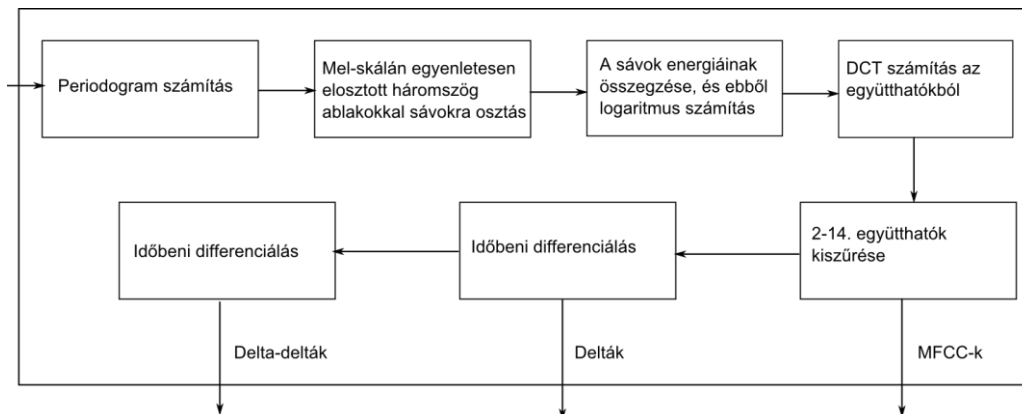 Periodogram számítás
Mel-skálán egyenletesen
elosztott háromszög
ablakokkal sávokra osztás
A sávok energiáinak
összegzése, és ebből
logaritmus számítás
DCT számítás az
együtthatókból
Időbeni differenciálás
Időbeni differenciálás
2-14. együtthatók
kiszűrése
Delta-delták
Delták
MFCC-k